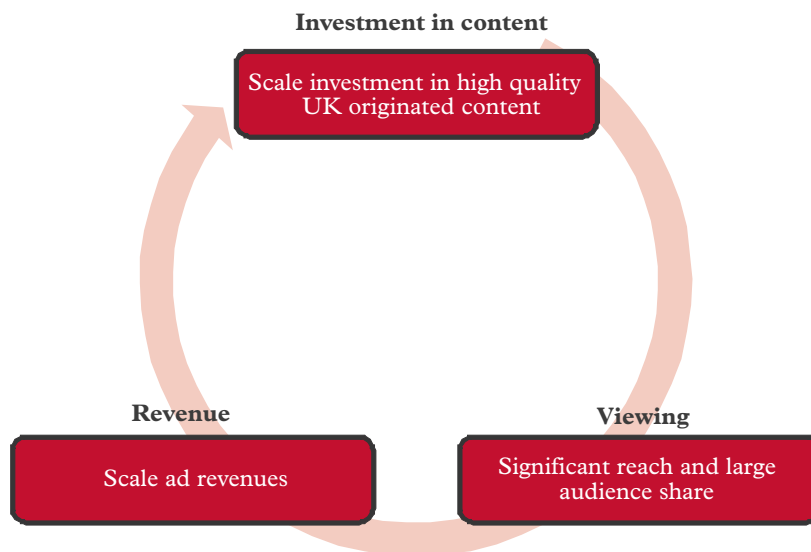 Investment in content
Scale investment in high quality
UK originated content
Revenue
Scale ad revenues
Viewing
Significant reach and large
audience share